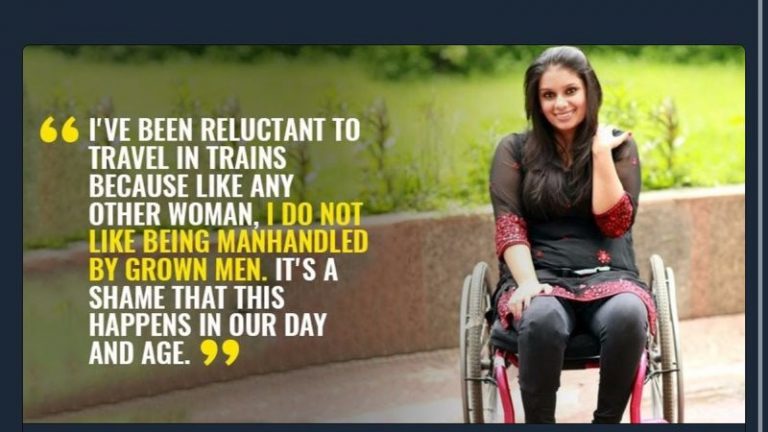 “ I'VE BEEN RELUCTANT TO
TRAVEL IN TRAINS
BECAUSE LIKE ANY
OTHER WOMAN, I DO NOT
LIKE BEING MANHANDLED
BY GROWN MEN. IT'S A
SHAME THAT THIS
HAPPENS IN OUR DAY
AND AGE. ”